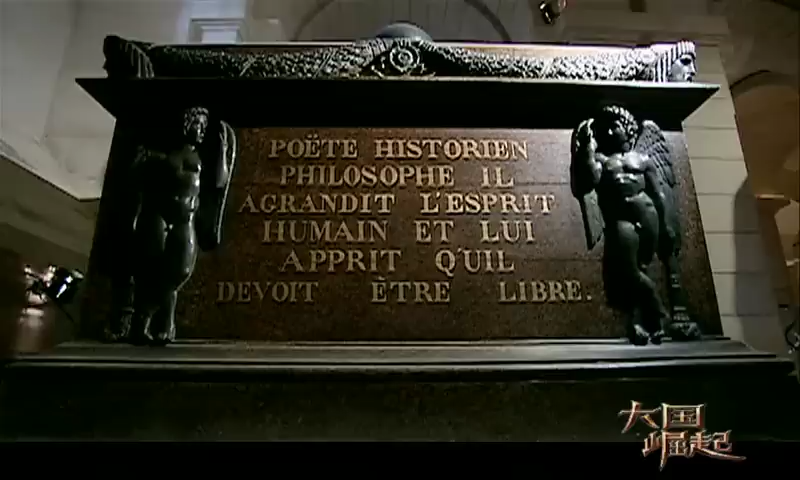 POËTE HISTORIEN
PHILOSOPHE IL
AGRANDIT L'ESPRIT
HUMAIN ET LUI
APPRIT QU'IL
DEVOIT ÊTRE LIBRE.
大国
崛起